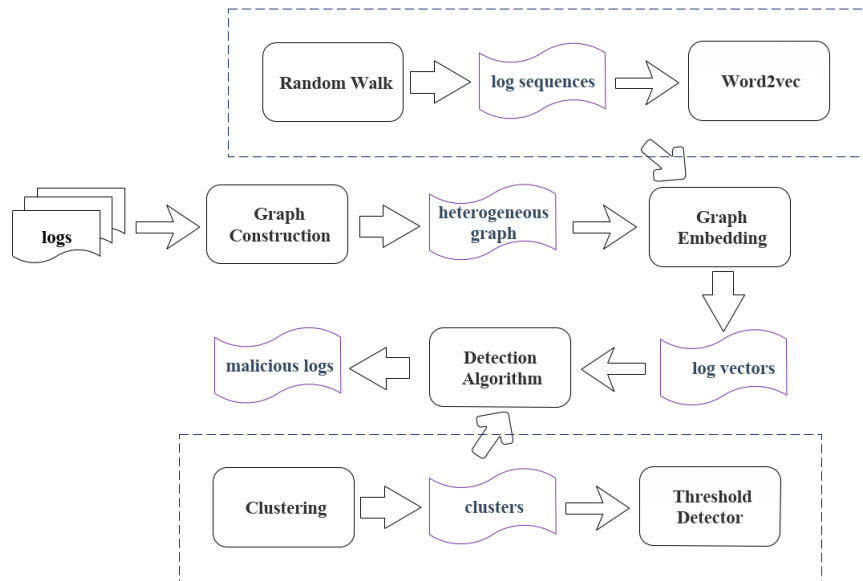 Random Walk
log sequences
Word2vec
logs
Graph
Construction
heterogeneous
graph
Graph
Embedding
malicious logs
Detection
Algorithm
log vectors
Clustering
clusters
Threshold
Detector